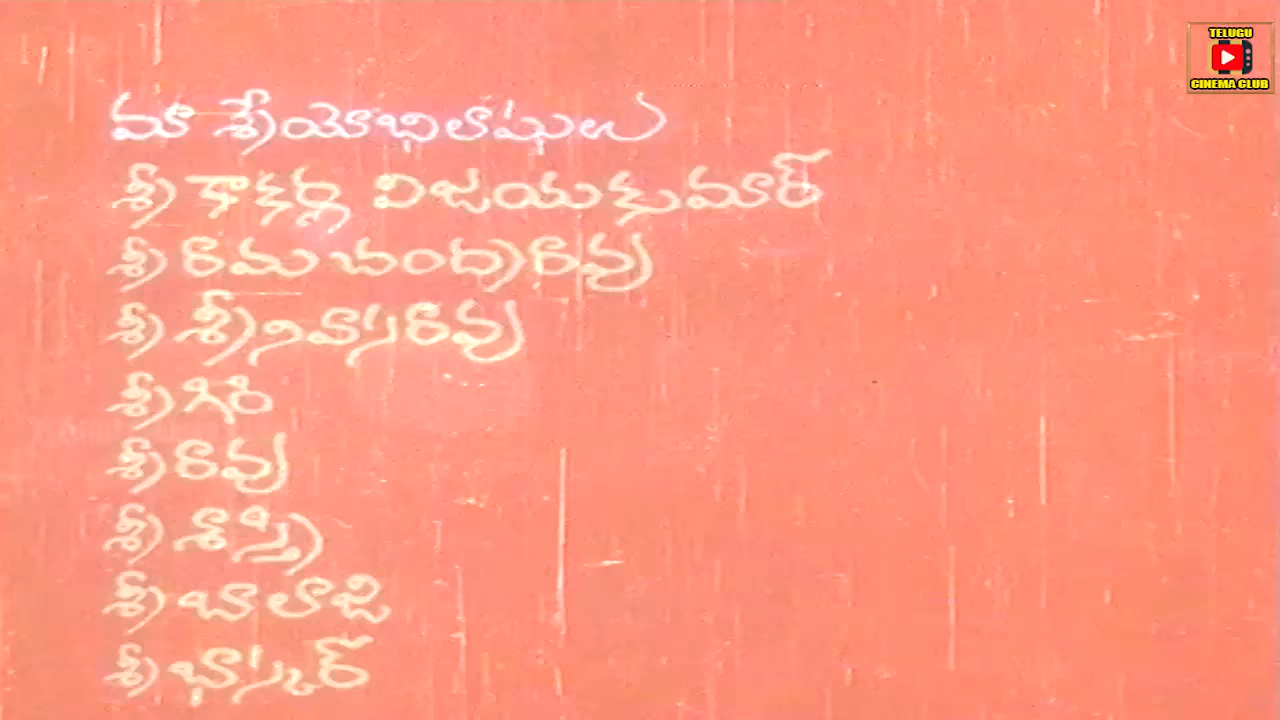 TELUGU
CINEMA CLUB
మా శ్రేయోభిలాషులు
శ్రీ కాకర్ల విజయకుమార్
శ్రీ రామచంద్రరావు
శ్రీ శ్రీనివాసరావు
శ్రీ గిరి
శ్రీ రావు
శ్రీ శాస్త్రి
శ్రీ బాలాజి
శ్రీ భాస్కర్